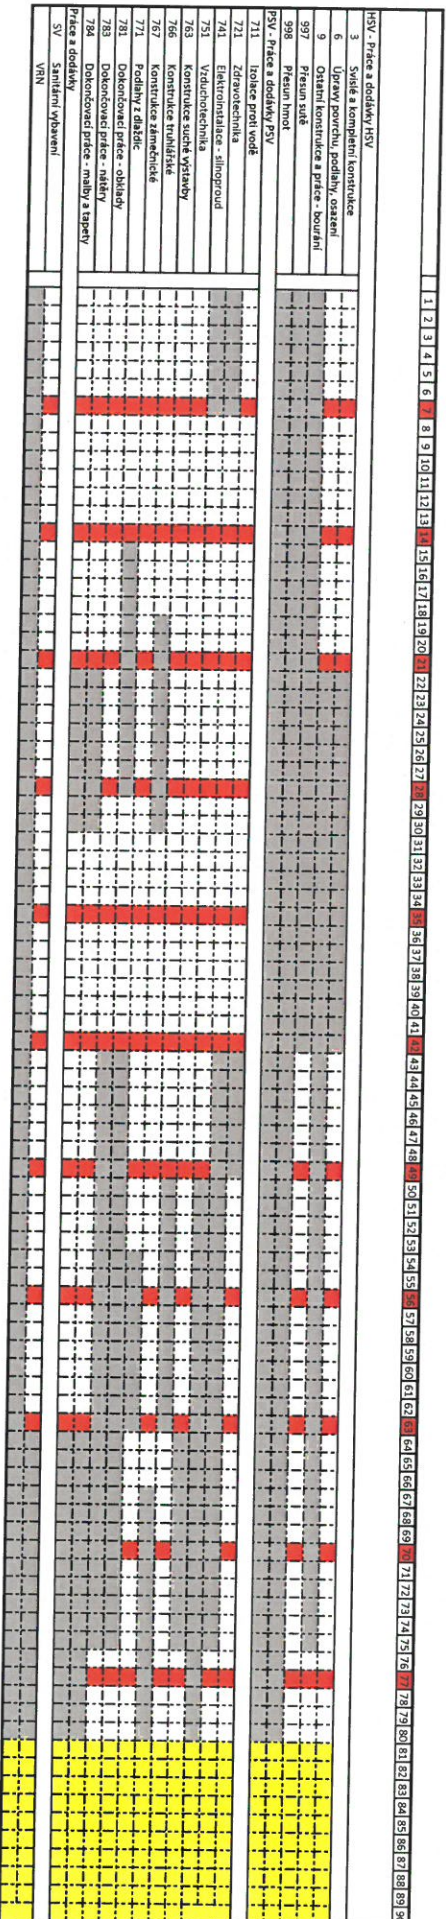 1 2 3 4 5 6 7 8 9 10 11 12 13 14 15 16 17 18 19 20 21 22 23 24 25 26 27 28 29 30 31 32 33 34 35 36 37 38 39 40 41 42 43 44 45 46 47 48 49 50 51 52 53 54 55 56 57 58 59 60 61 62 63 64 65 66 67 68 69 70 71 72 73 74 75 76 77 78 79 80 81 82 83 84 85 86 87 88 89
HSV - Práce a dodávky HSV
3 Svislé a kompletní konstrukce
6 Úpravy povrchu, podlahy, osazení
9 Ostatní konstrukce a práce - bourání
997 Přesun sutě
998 Přesun hmot
PSV - Práce a dodávky PSV
711 Izolace proti vodě
721 Zdravotechnika
741 Elektroinstalace - silnoproud
751 Vzduchotechnika
763 Konstrukce suché výstavby
766 Konstrukce truhlářské
767 Konstrukce zámečnické
771 Podlahy z dlaždic
781 Dokončovací práce - obklady
783 Dokončovací práce - nátěry
784 Dokončovací práce - malby a tapety
Práce a dodávky
SV Sanitární vybavení
VRN